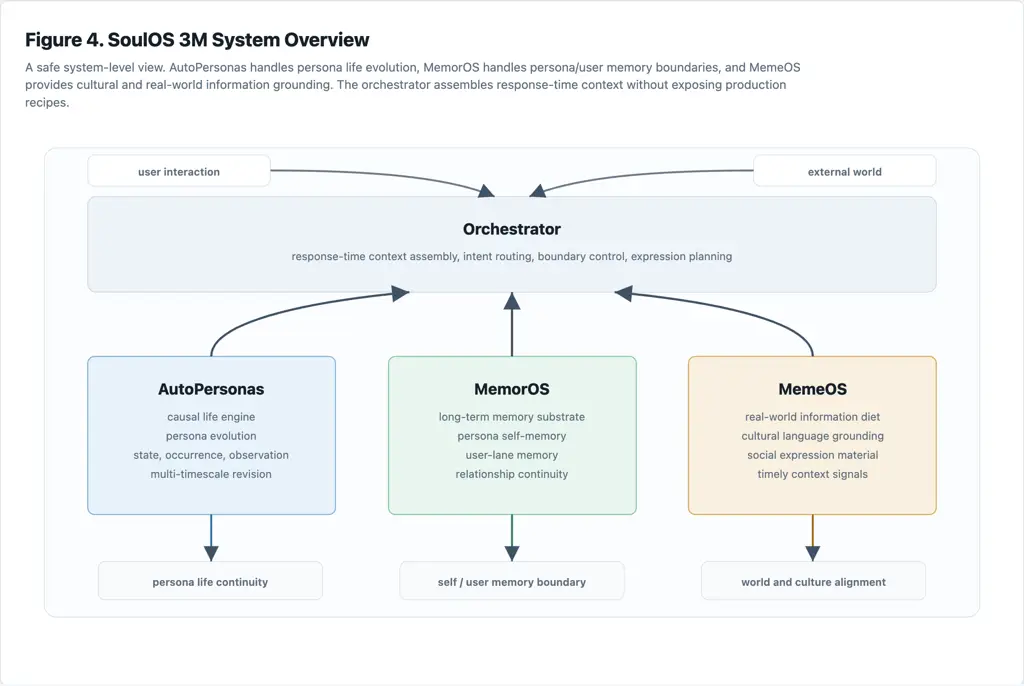 Figure 4. SoulOS 3M System Overview
A safe system-level view. AutoPersonas handles persona life evolution, MemorOS handles persona/user memory boundaries, and MemeOS
provides cultural and real-world information grounding. The orchestrator assembles response-time context without exposing production
recipes.
user interaction
external world
Orchestrator
response-time context assembly, intent routing, boundary control, expression planning
AutoPersonas
causal life engine
persona evolution
state, occurrence, observation
multi-timescale revision
MemorOS
long-term memory substrate
persona self-memory
user-lane memory
relationship continuity
MemeOS
real-world information diet
cultural language grounding
social expression material
timely context signals
persona life continuity
self / user memory boundary
world and culture alignment